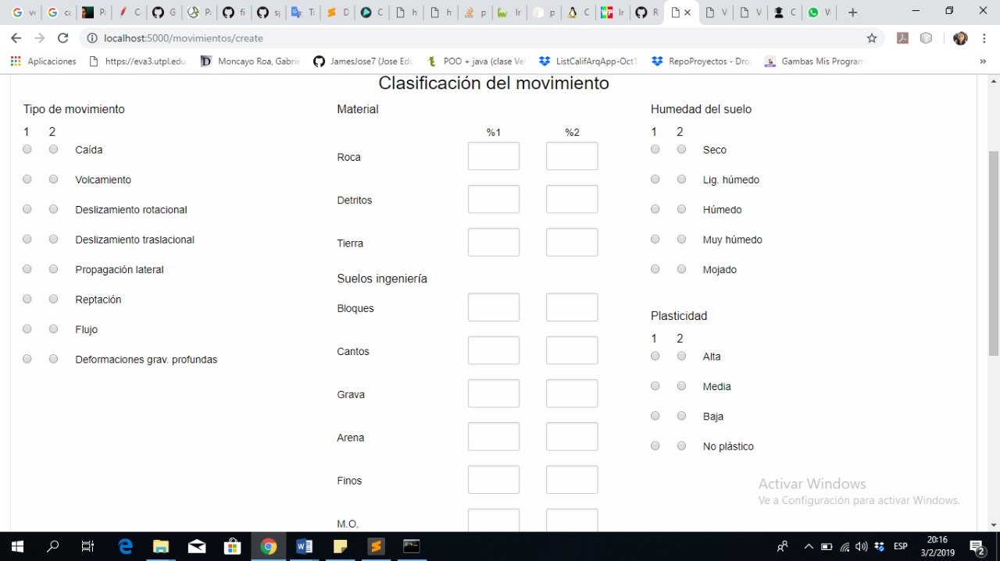 localhost:5000/movimientos/create
Aplicaciones
https://eva3.utpl.edu
Moncayo Roa, Gabrie
JamesJose7 (Jose Edu
POO + java (clase Ve
ListCalifArqApp-Oct1
RepoProyectos - Dro
Gambas Mis Program
»
Clasificación del movimiento
Tipo de movimiento
1 2
Caída
Volcamiento
Deslizamiento rotacional
Deslizamiento traslacional
Propagación lateral
Reptación
Flujo
Deformaciones grav. profundas
Material
%1 %2
Roca
Detritos
Tierra
Suelos ingeniería
Bloques
Cantos
Grava
Arena
Finos
M.O.
Humedad del suelo
1 2
Seco
Lig. húmedo
Húmedo
Muy húmedo
Mojado
Plasticidad
1 2
Alta
Media
Baja
No plástico
Activar Windows
Ve a Configuración para activar Windows.
ESP
20:16
3/2/2019
2